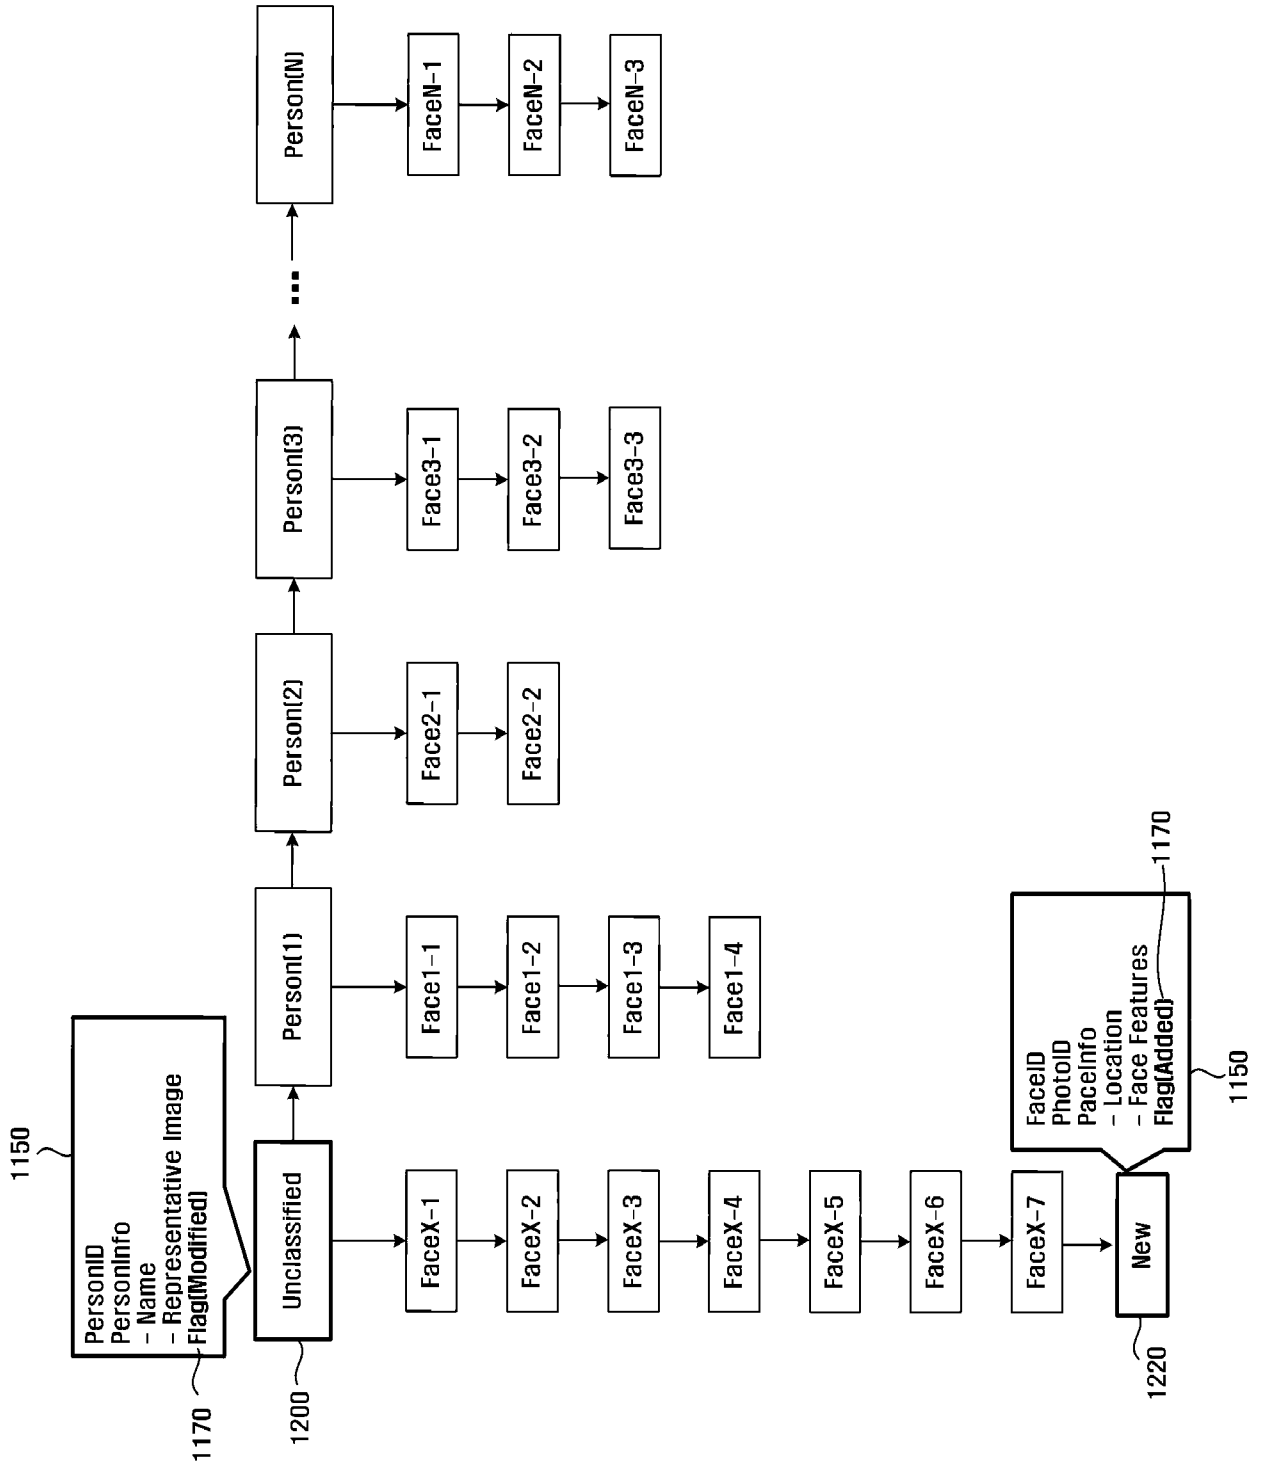 1150
PersonID
PersonInfo
- Name
- Representative Image
Flag(Modified)
1170
1200
Unclassified
Person(1)
Person(2)
Person(3)
...
Person(N)
FaceX-1
FaceX-2
FaceX-3
FaceX-4
FaceX-5
FaceX-6
FaceX-7
New
1220
Face1-1
Face1-2
Face1-3
Face1-4
Face2-1
Face2-2
Face3-1
Face3-2
Face3-3
FaceN-1
FaceN-2
FaceN-3
FaceID
PhotoID
PaceInfo
- Location
- Face Features
Flag(Added)
1170
1150